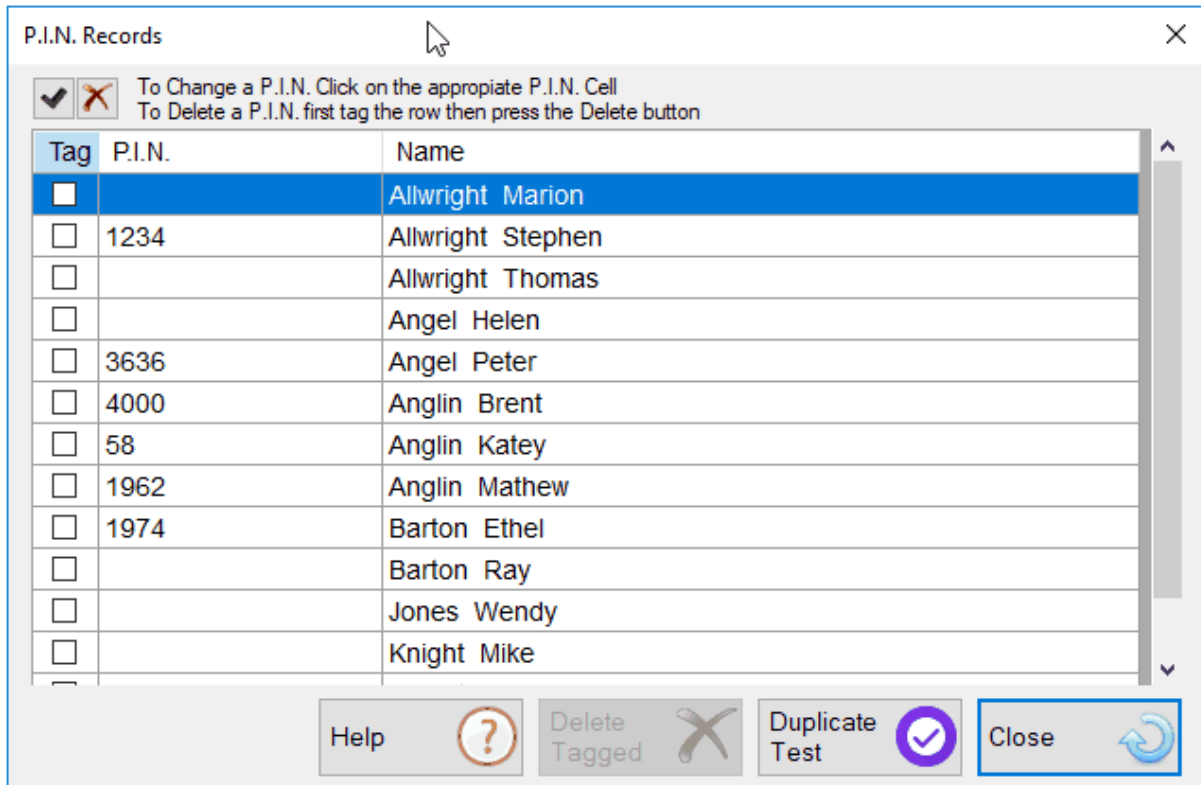 P.I.N. Records
To Change a P.I.N. Click on the appropiate P.I.N. Cell
To Delete a P.I.N. first tag the row then press the Delete button
Tag P.I.N. Name
Allwright Marion
1234 Allwright Stephen
Allwright Thomas
Angel Helen
3636 Angel Peter
4000 Anglin Brent
58 Anglin Katey
1962 Anglin Mathew
1974 Barton Ethel
Barton Ray
Jones Wendy
Knight Mike
Help
Delete
Tagged
Duplicate
Test
Close